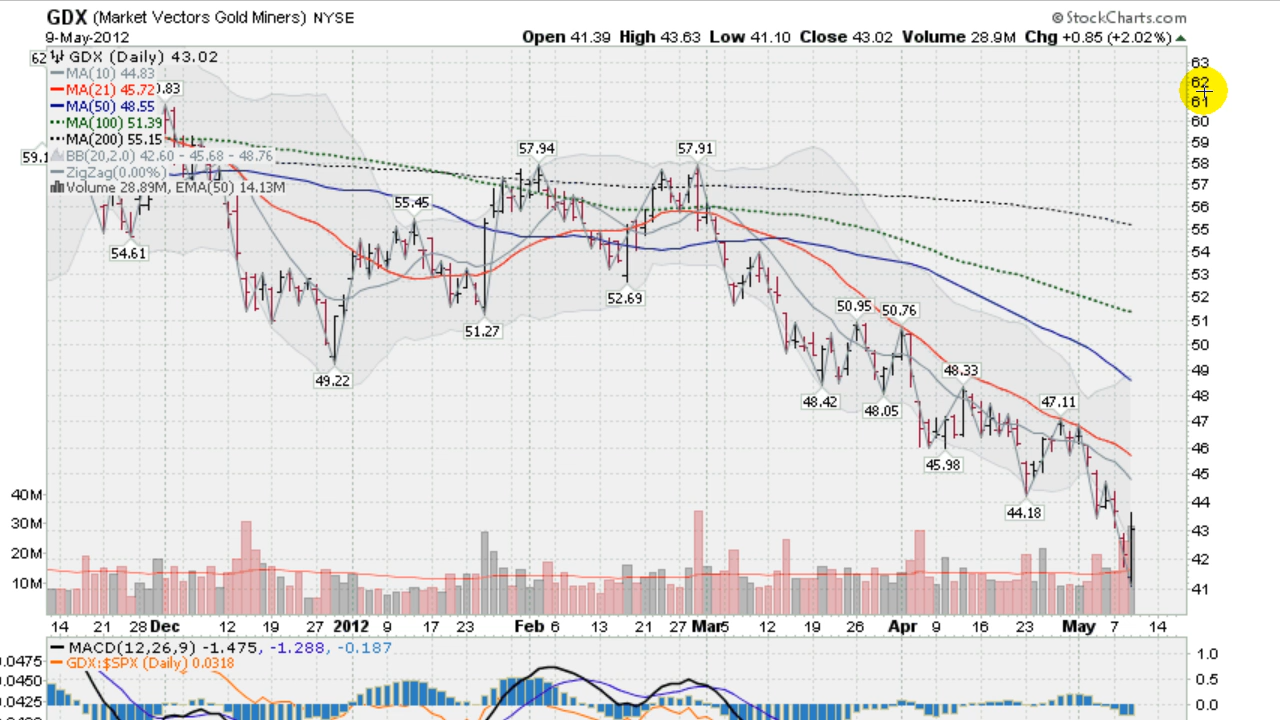 GDX (Market Vectors Gold Miners) NYSE
© StockCharts.com
9-May-2012
Open 41.39 High 43.63 Low 41.10 Close 43.02 Volume 28.9M Chg +0.85 (+2.02%)
GDX (Daily) 43.02
MA(10) 44.83
MA(21) 45.72
MA(50) 48.55
MA(100) 51.39
MA(200) 55.15
BB(20,2.0) 42.60 - 45.68 - 48.76
ZigZag(0.00%)
Volume 28.89M, EMA(50) 14.13M
62
.83
59.1
54.61
49.22
55.45
51.27
57.94
52.69
57.91
48.42
50.95
48.05
50.76
45.98
48.33
44.18
47.11
63
62
61
60
59
58
57
56
55
54
53
52
51
50
49
48
47
46
45
44
43
42
41
40M
30M
20M
10M
14 21 28 Dec 12 19 27 2012 9 17 23 Feb 6 13 21 27 Mar 5 12 19 26 Apr 9 16 23 May 7 14
MACD(12,26,9) -1.475, -1.288, -0.187
GDX:$SPX (Daily) 0.0318
0.0475
0.0450
0.0425
1.0
0.5
0.0